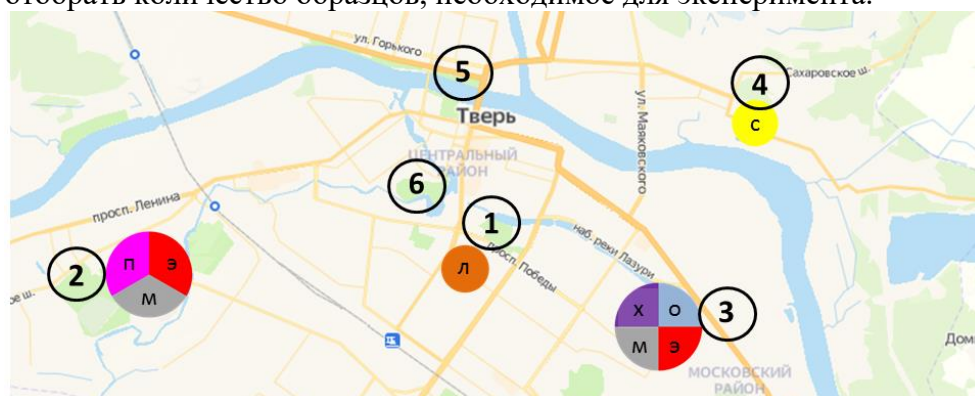 отобрать количество образцов, необходимое для эксперимента.
ул. Горького
5
4
Сахаровское ш.
С
Тверь
ул. Маяковского
ЦЕНТРАЛЬНЫЙ
РАЙОН
6
просп. Ленина
1
наб. реки Лазури
просп. Победы
2
П
Э
М
Л
ое ш.
Х
О
3
М
Э
Дом
МОСКОВСКИЙ
РАЙОН